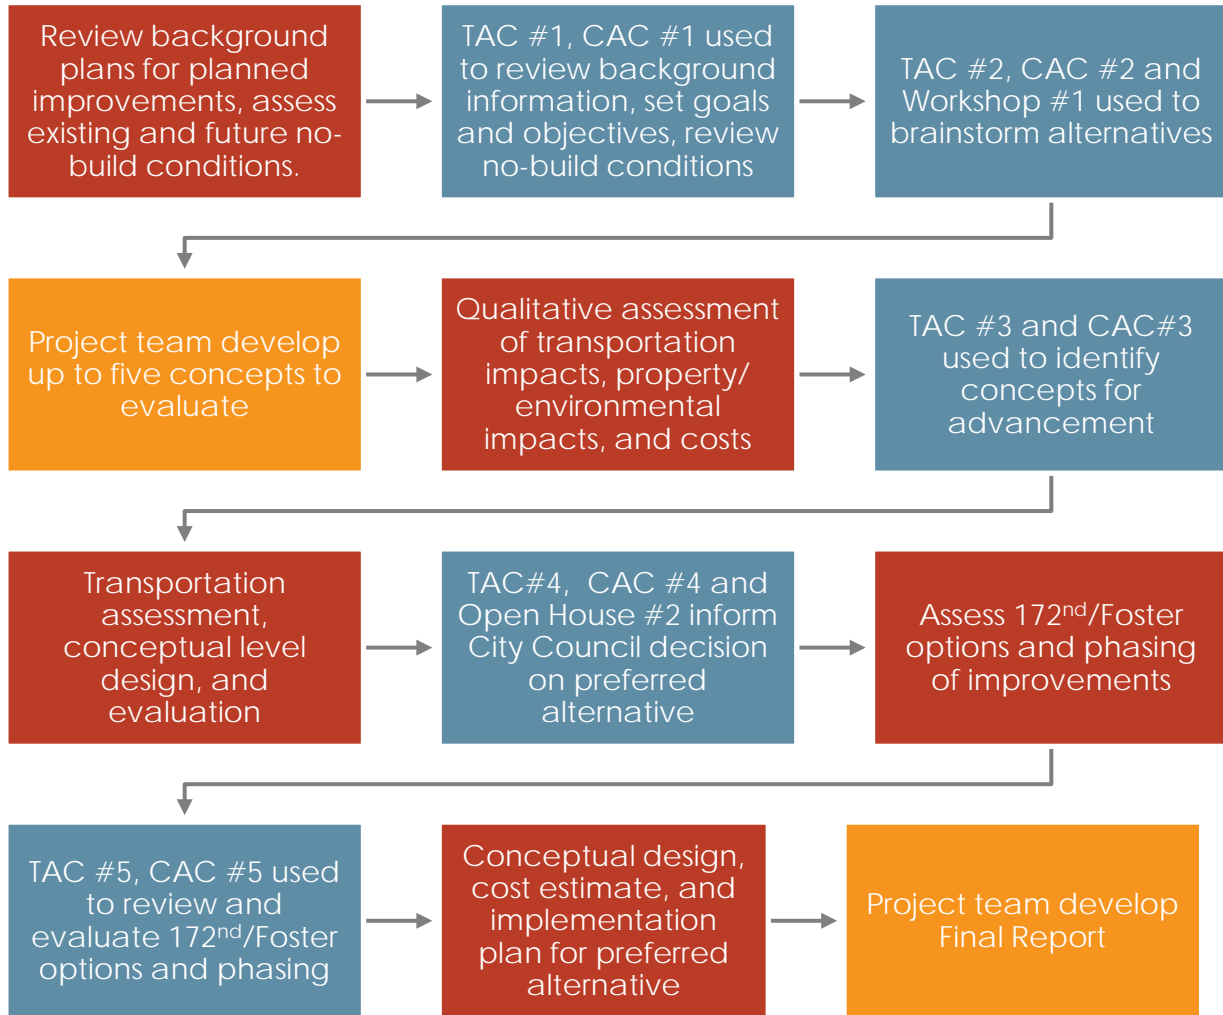 Review background
plans for planned
improvements, assess
existing and future no-
build conditions.
TAC #1, CAC #1 used
to review background
information, set goals
and objectives, review
no-build conditions
TAC #2, CAC #2 and
Workshop #1 used to
brainstorm alternatives
Project team develop
up to five concepts to
evaluate
Qualitative assessment
of transportation
impacts, property/
environmental
impacts, and costs
TAC #3 and CAC#3
used to identify
concepts for
advancement
Transportation
assessment,
conceptual level
design, and
evaluation
TAC#4, CAC #4 and
Open House #2 inform
City Council decision
on preferred
alternative
Assess 172nd/Foster
options and phasing
of improvements
TAC #5, CAC #5 used
to review and
evaluate 172nd/Foster
options and phasing
Conceptual design,
cost estimate, and
implementation
plan for preferred
alternative
Project team develop
Final Report